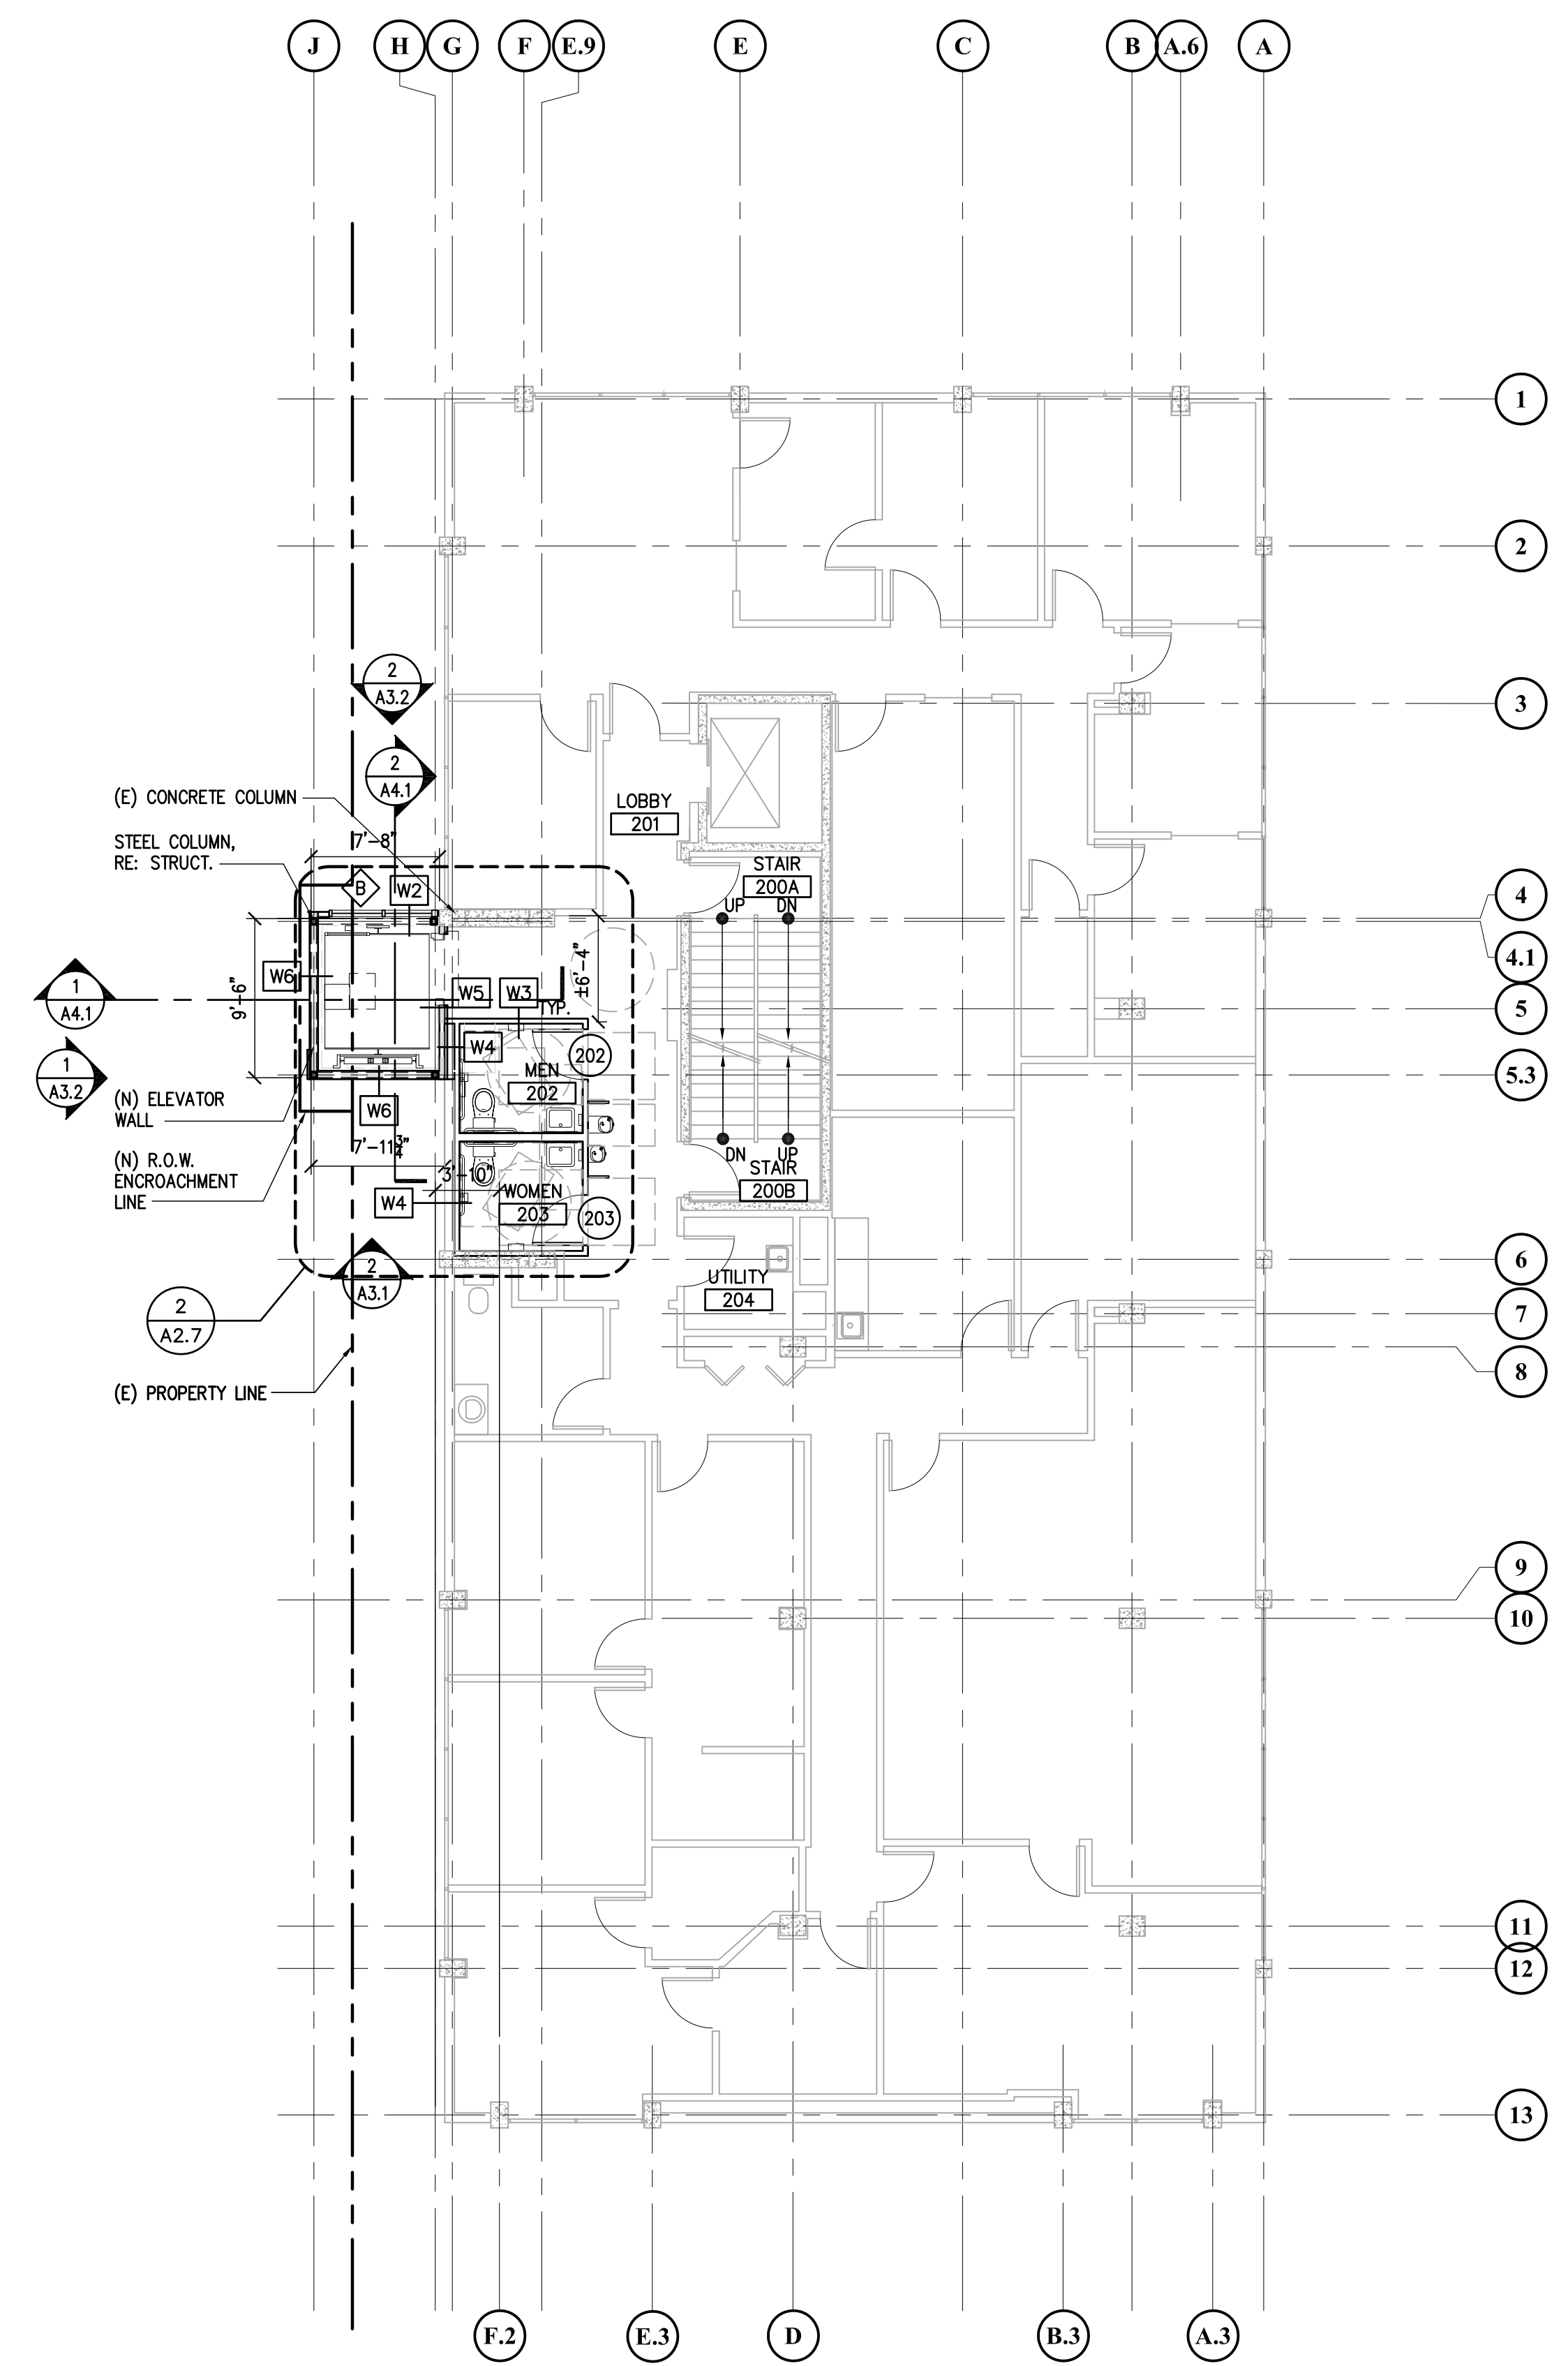 J H G F E.9 E C B A.6 A
1
2
3
2
A3.2
2
A4.1
(E) CONCRETE COLUMN
LOBBY
201
STEEL COLUMN,
RE: STRUCT.
7'-8"
STAIR
200A
B
W2
UP DN
4
4.1
W6
9'-6"
W5
W3
TYP.
±6'-4"
1
A4.1
5
W4
202
MEN
202
1
A3.2
5.3
(N) ELEVATOR
WALL
W6
7'-11 3/4"
DN UP
STAIR
200B
(N) R.O.W.
ENCROACHMENT
LINE
3'-10"
W4
WOMEN
203
203
6
2
A3.1
UTILITY
204
2
A2.7
7
8
(E) PROPERTY LINE
D
9
10
11
12
13
F.2 E.3 D B.3 A.3